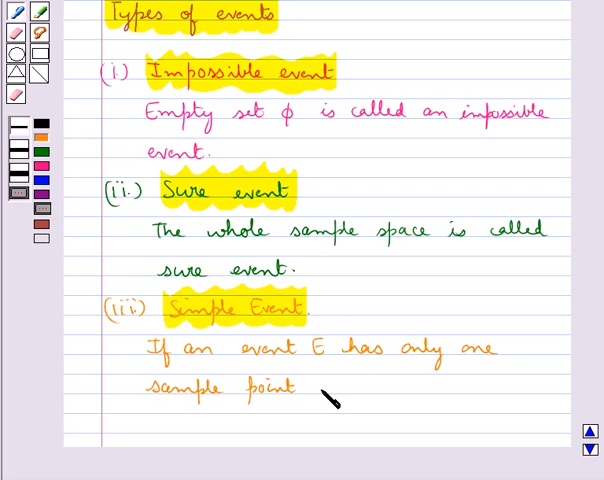 Types of events
(i.) Impossible event
Empty set ϕ is called an impossible
event.
(ii.) Sure event
The whole sample space is called
sure event.
(iii.) Simple Event.
If an event E has only one
sample point